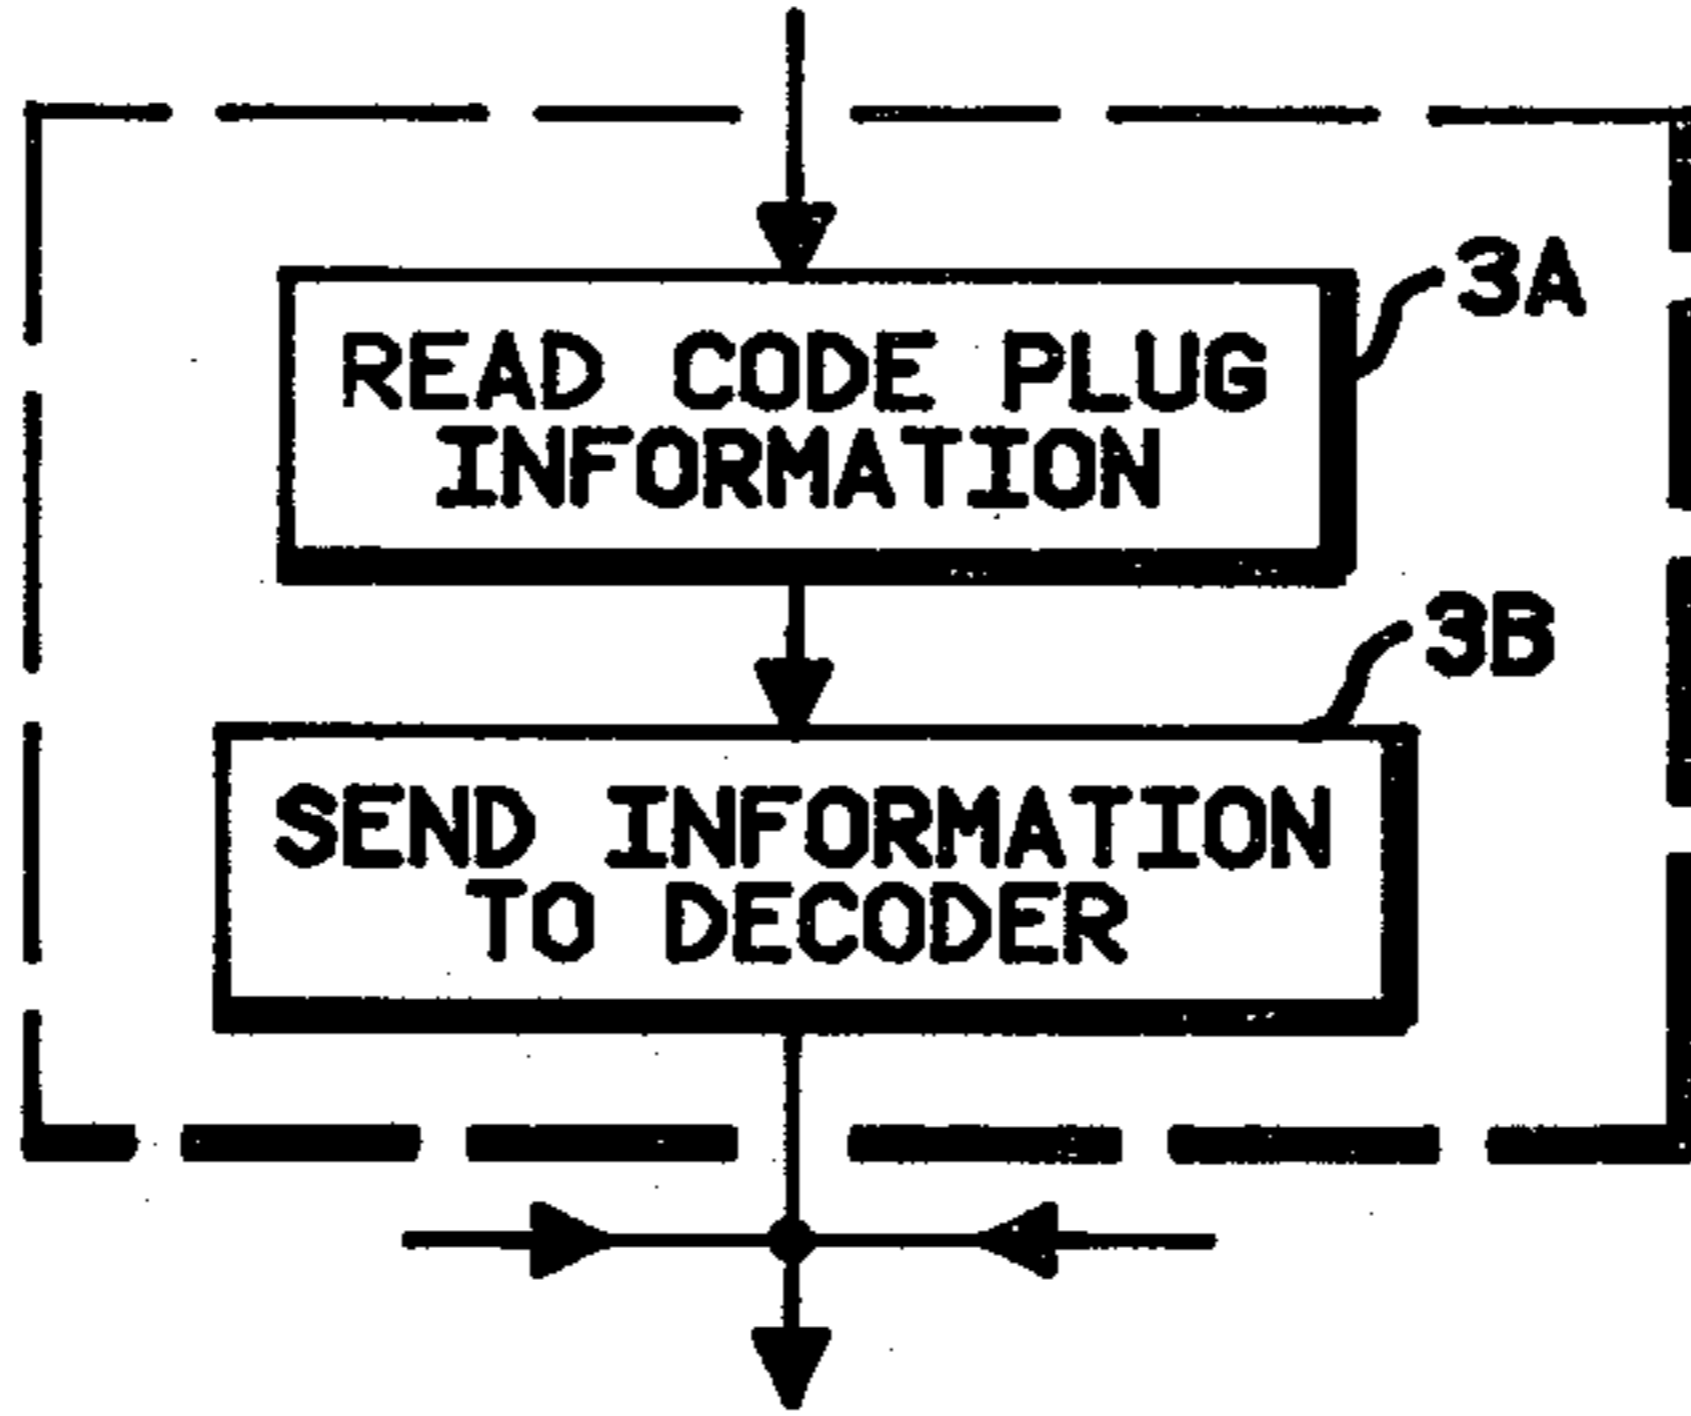 3A
READ CODE PLUG
INFORMATION
3B
SEND INFORMATION
TO DECODER